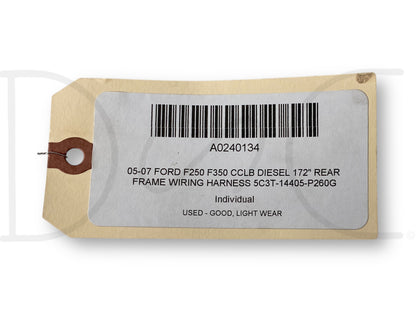 A0240134
05-07 FORD F250 F350 CCLB DIESEL 172" REAR
FRAME WIRING HARNESS 5C3T-14405-P260G
Individual
USED - GOOD, LIGHT WEAR